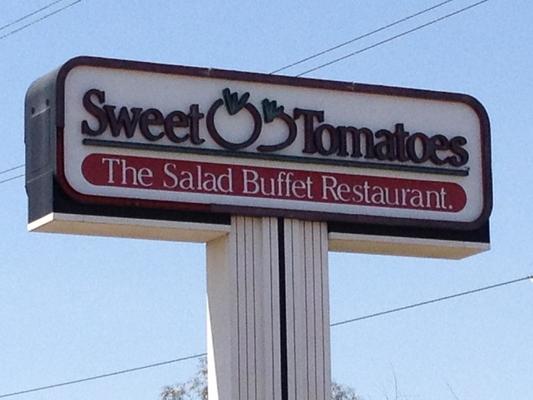 Sweet Tomatoes
The Salad Buffet Restaurant.